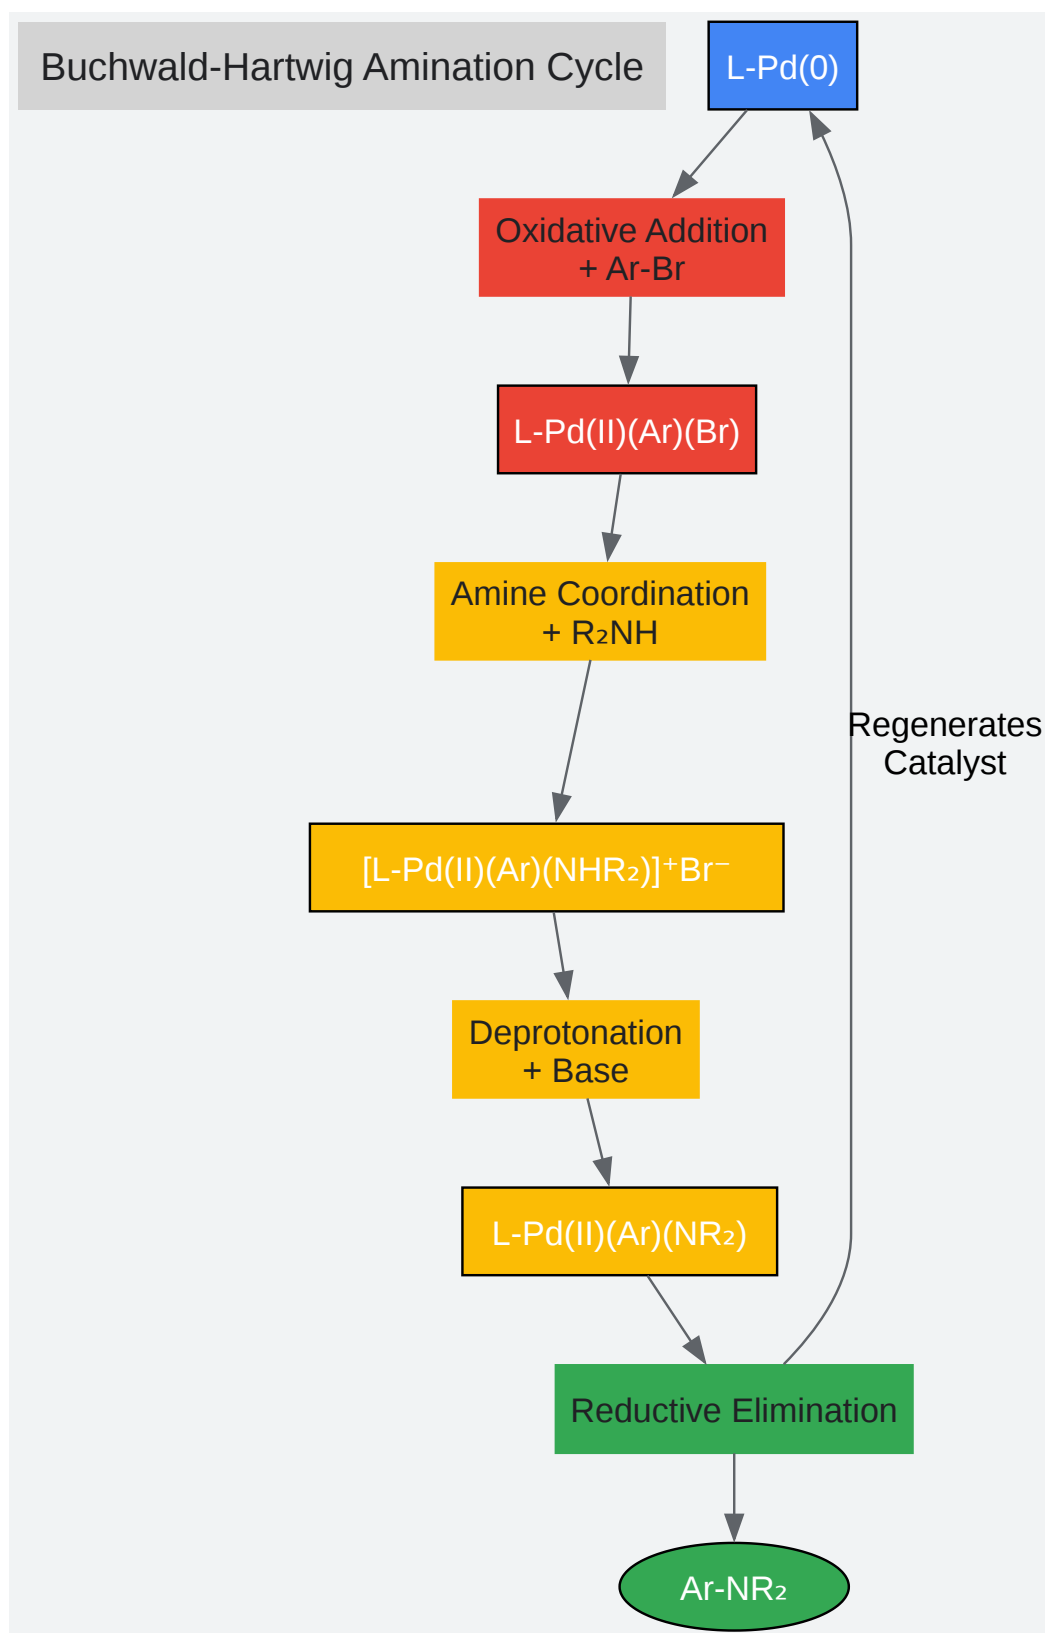 Buchwald-Hartwig Amination Cycle
L-Pd(0)
Oxidative Addition
+ Ar-Br
L-Pd(II)(Ar)(Br)
Amine Coordination
+ R₂NH
Regenerates
Catalyst
[L-Pd(II)(Ar)(NHR₂)]⁺Br⁻
Deprotonation
+ Base
L-Pd(II)(Ar)(NR₂)
Reductive Elimination
Ar-NR₂